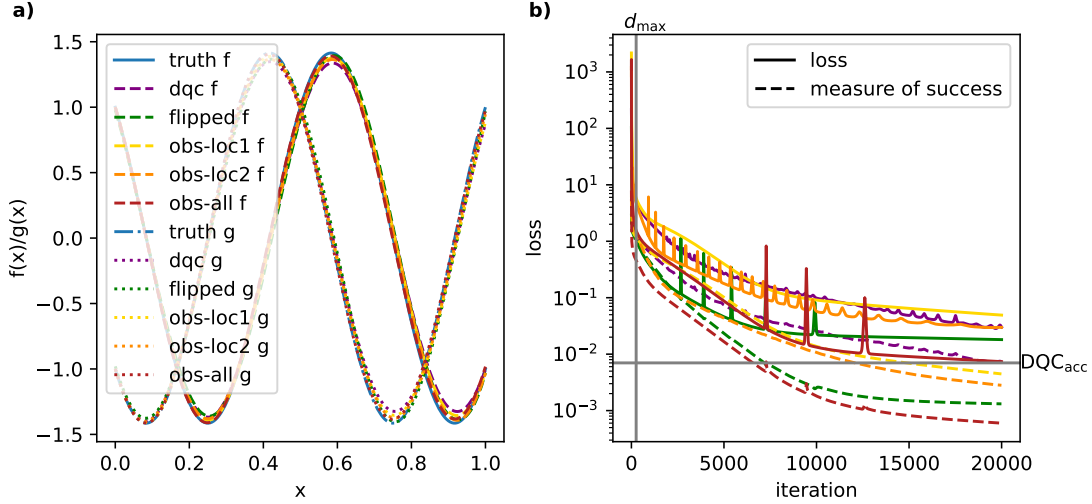 a)
f(x)/g(x)
1.5
1.0
0.5
0.0
−0.5
−1.0
−1.5
truth f
dqc f
flipped f
obs-loc1 f
obs-loc2 f
obs-all f
truth g
dqc g
flipped g
obs-loc1 g
obs-loc2 g
obs-all g
0.0 0.2 0.4 0.6 0.8 1.0
x
b)
d_max
loss
10³
10²
10¹
10⁰
10⁻¹
10⁻²
10⁻³
loss
measure of success
DQC_acc
0 5000 10000 15000 20000
iteration